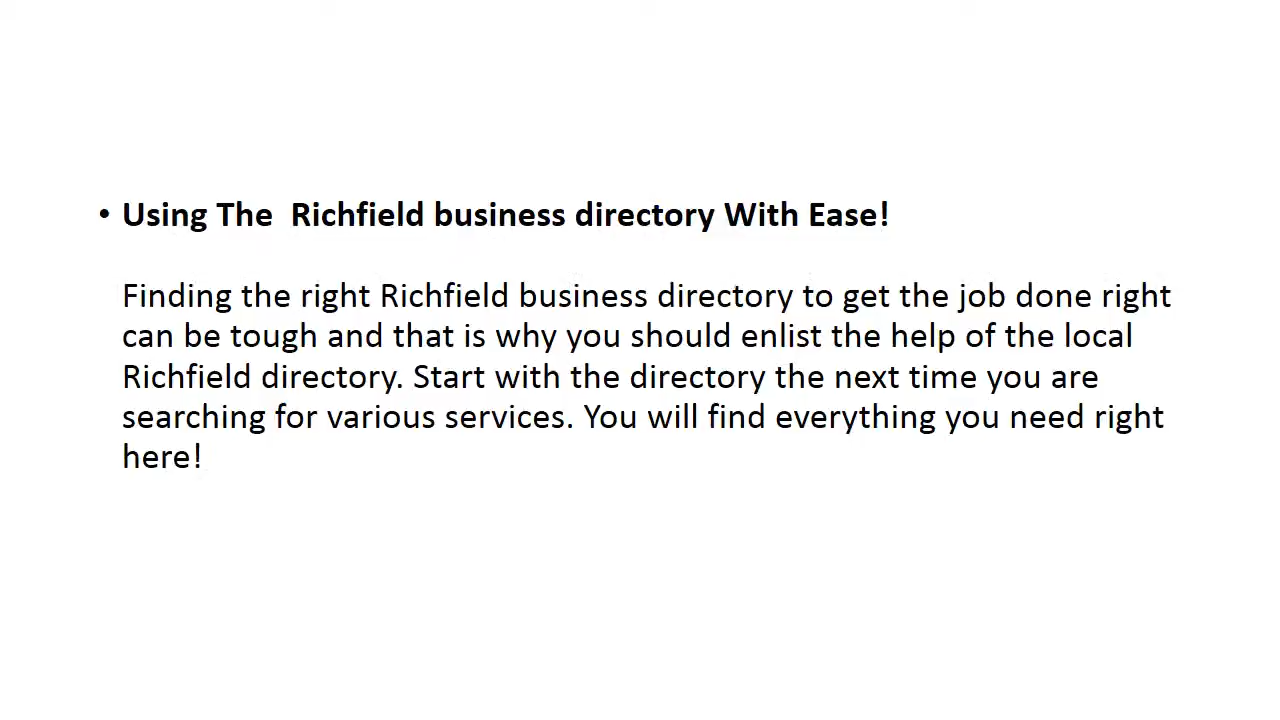 • Using The  Richfield business directory With Ease!
Finding the right Richfield business directory to get the job done right
can be tough and that is why you should enlist the help of the local
Richfield directory. Start with the directory the next time you are
searching for various services. You will find everything you need right
here!